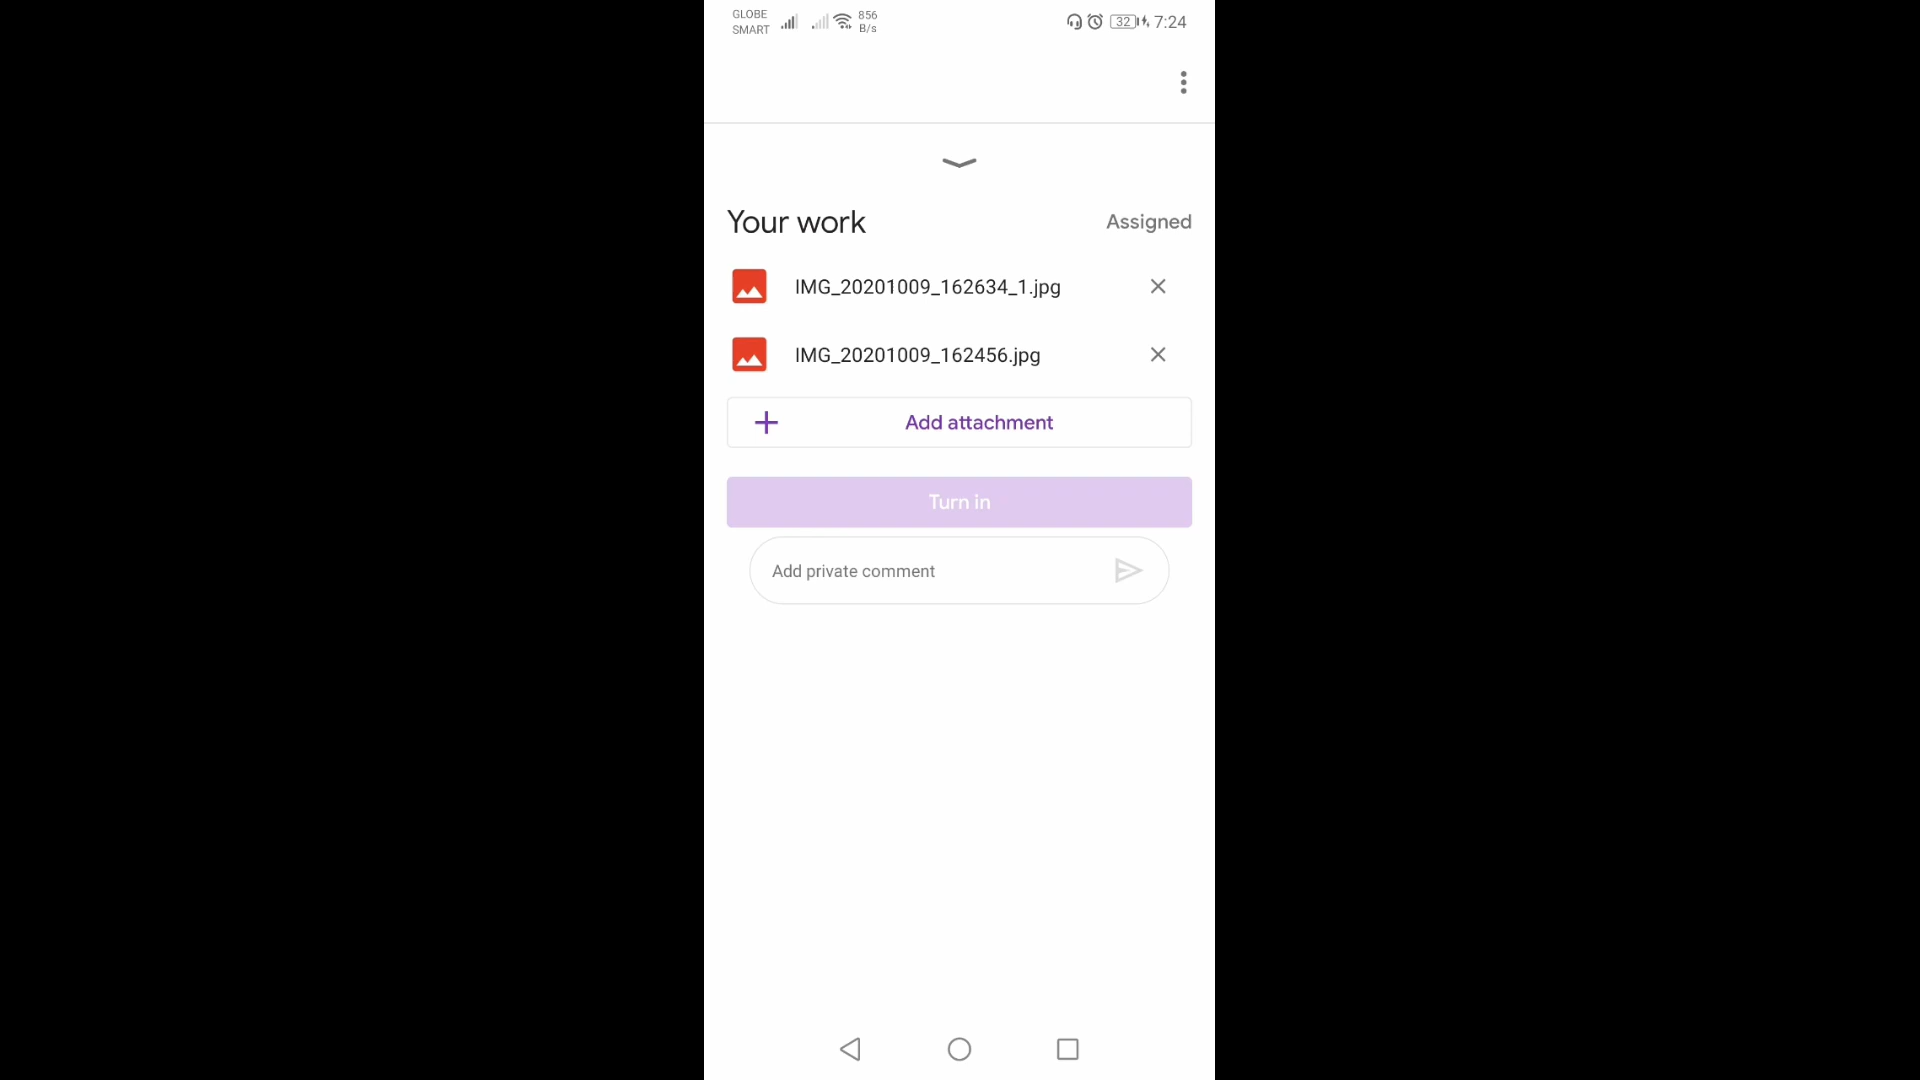 GLOBE
SMART
856
B/s
32
7:24
Your work
Assigned
IMG_20201009_162634_1.jpg
IMG_20201009_162456.jpg
Add attachment
Turn in
Add private comment